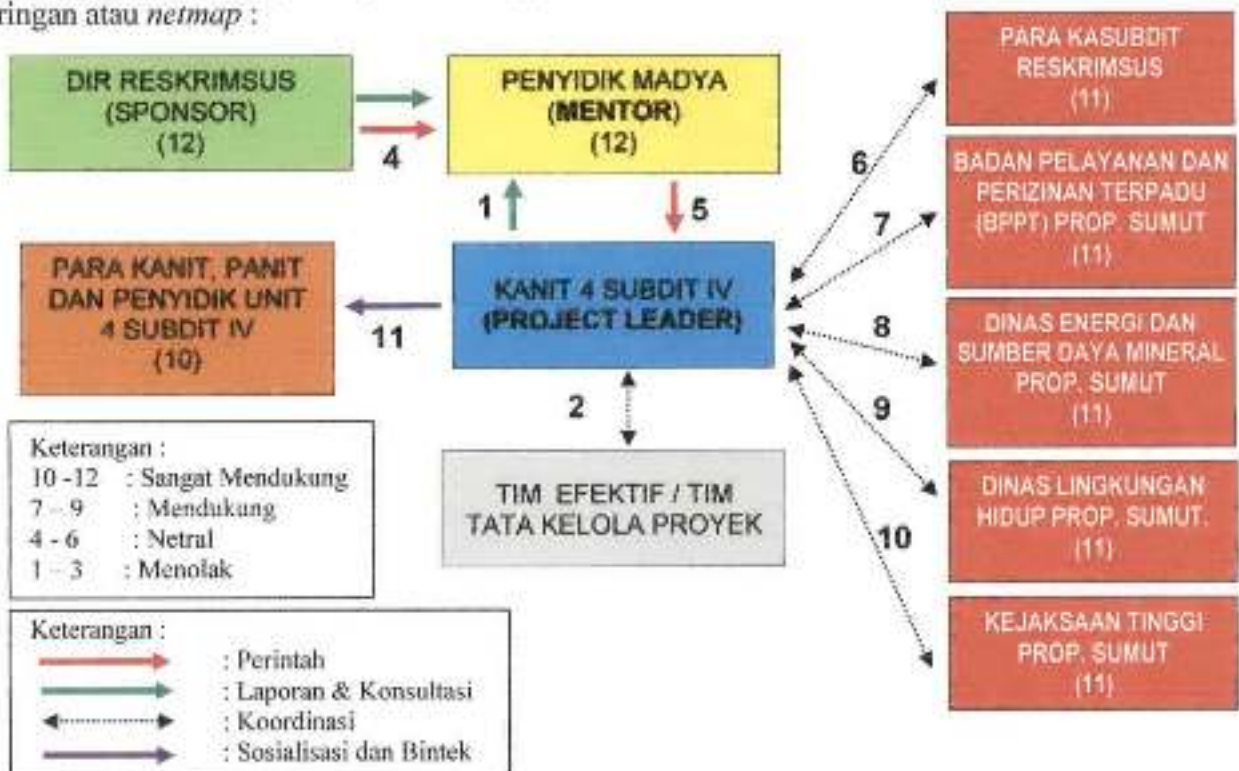 ringan atau netmap :
DIR RESKRIMSUS
(SPONSOR)
(12)
4
PENYIDIK MADYA
(MENTOR)
(12)
1
5
PARA KANIT, PANIT
DAN PENYIDIK UNIT
4 SUBDIT IV
(10)
11
KANIT 4 SUBDIT IV
(PROJECT LEADER)
2
TIM EFEKTIF / TIM
TATA KELOLA PROYEK
6
7
8
9
10
PARA KASUBDIT
RESKRIMSUS
(11)
BADAN PELAYANAN DAN
PERIZINAN TERPADU
(BPPT) PROP. SUMUT
(11)
DINAS ENERGI DAN
SUMBER DAYA MINERAL
PROP. SUMUT
(11)
DINAS LINGKUNGAN
HIDUP PROP. SUMUT.
(11)
KEJAKSAAN TINGGI
PROP. SUMUT
(11)
Keterangan :
10 -12 : Sangat Mendukung
7 – 9 : Mendukung
4 - 6 : Netral
1 – 3 : Menolak
Keterangan :
: Perintah
: Laporan & Konsultasi
: Koordinasi
: Sosialisasi dan Bintek